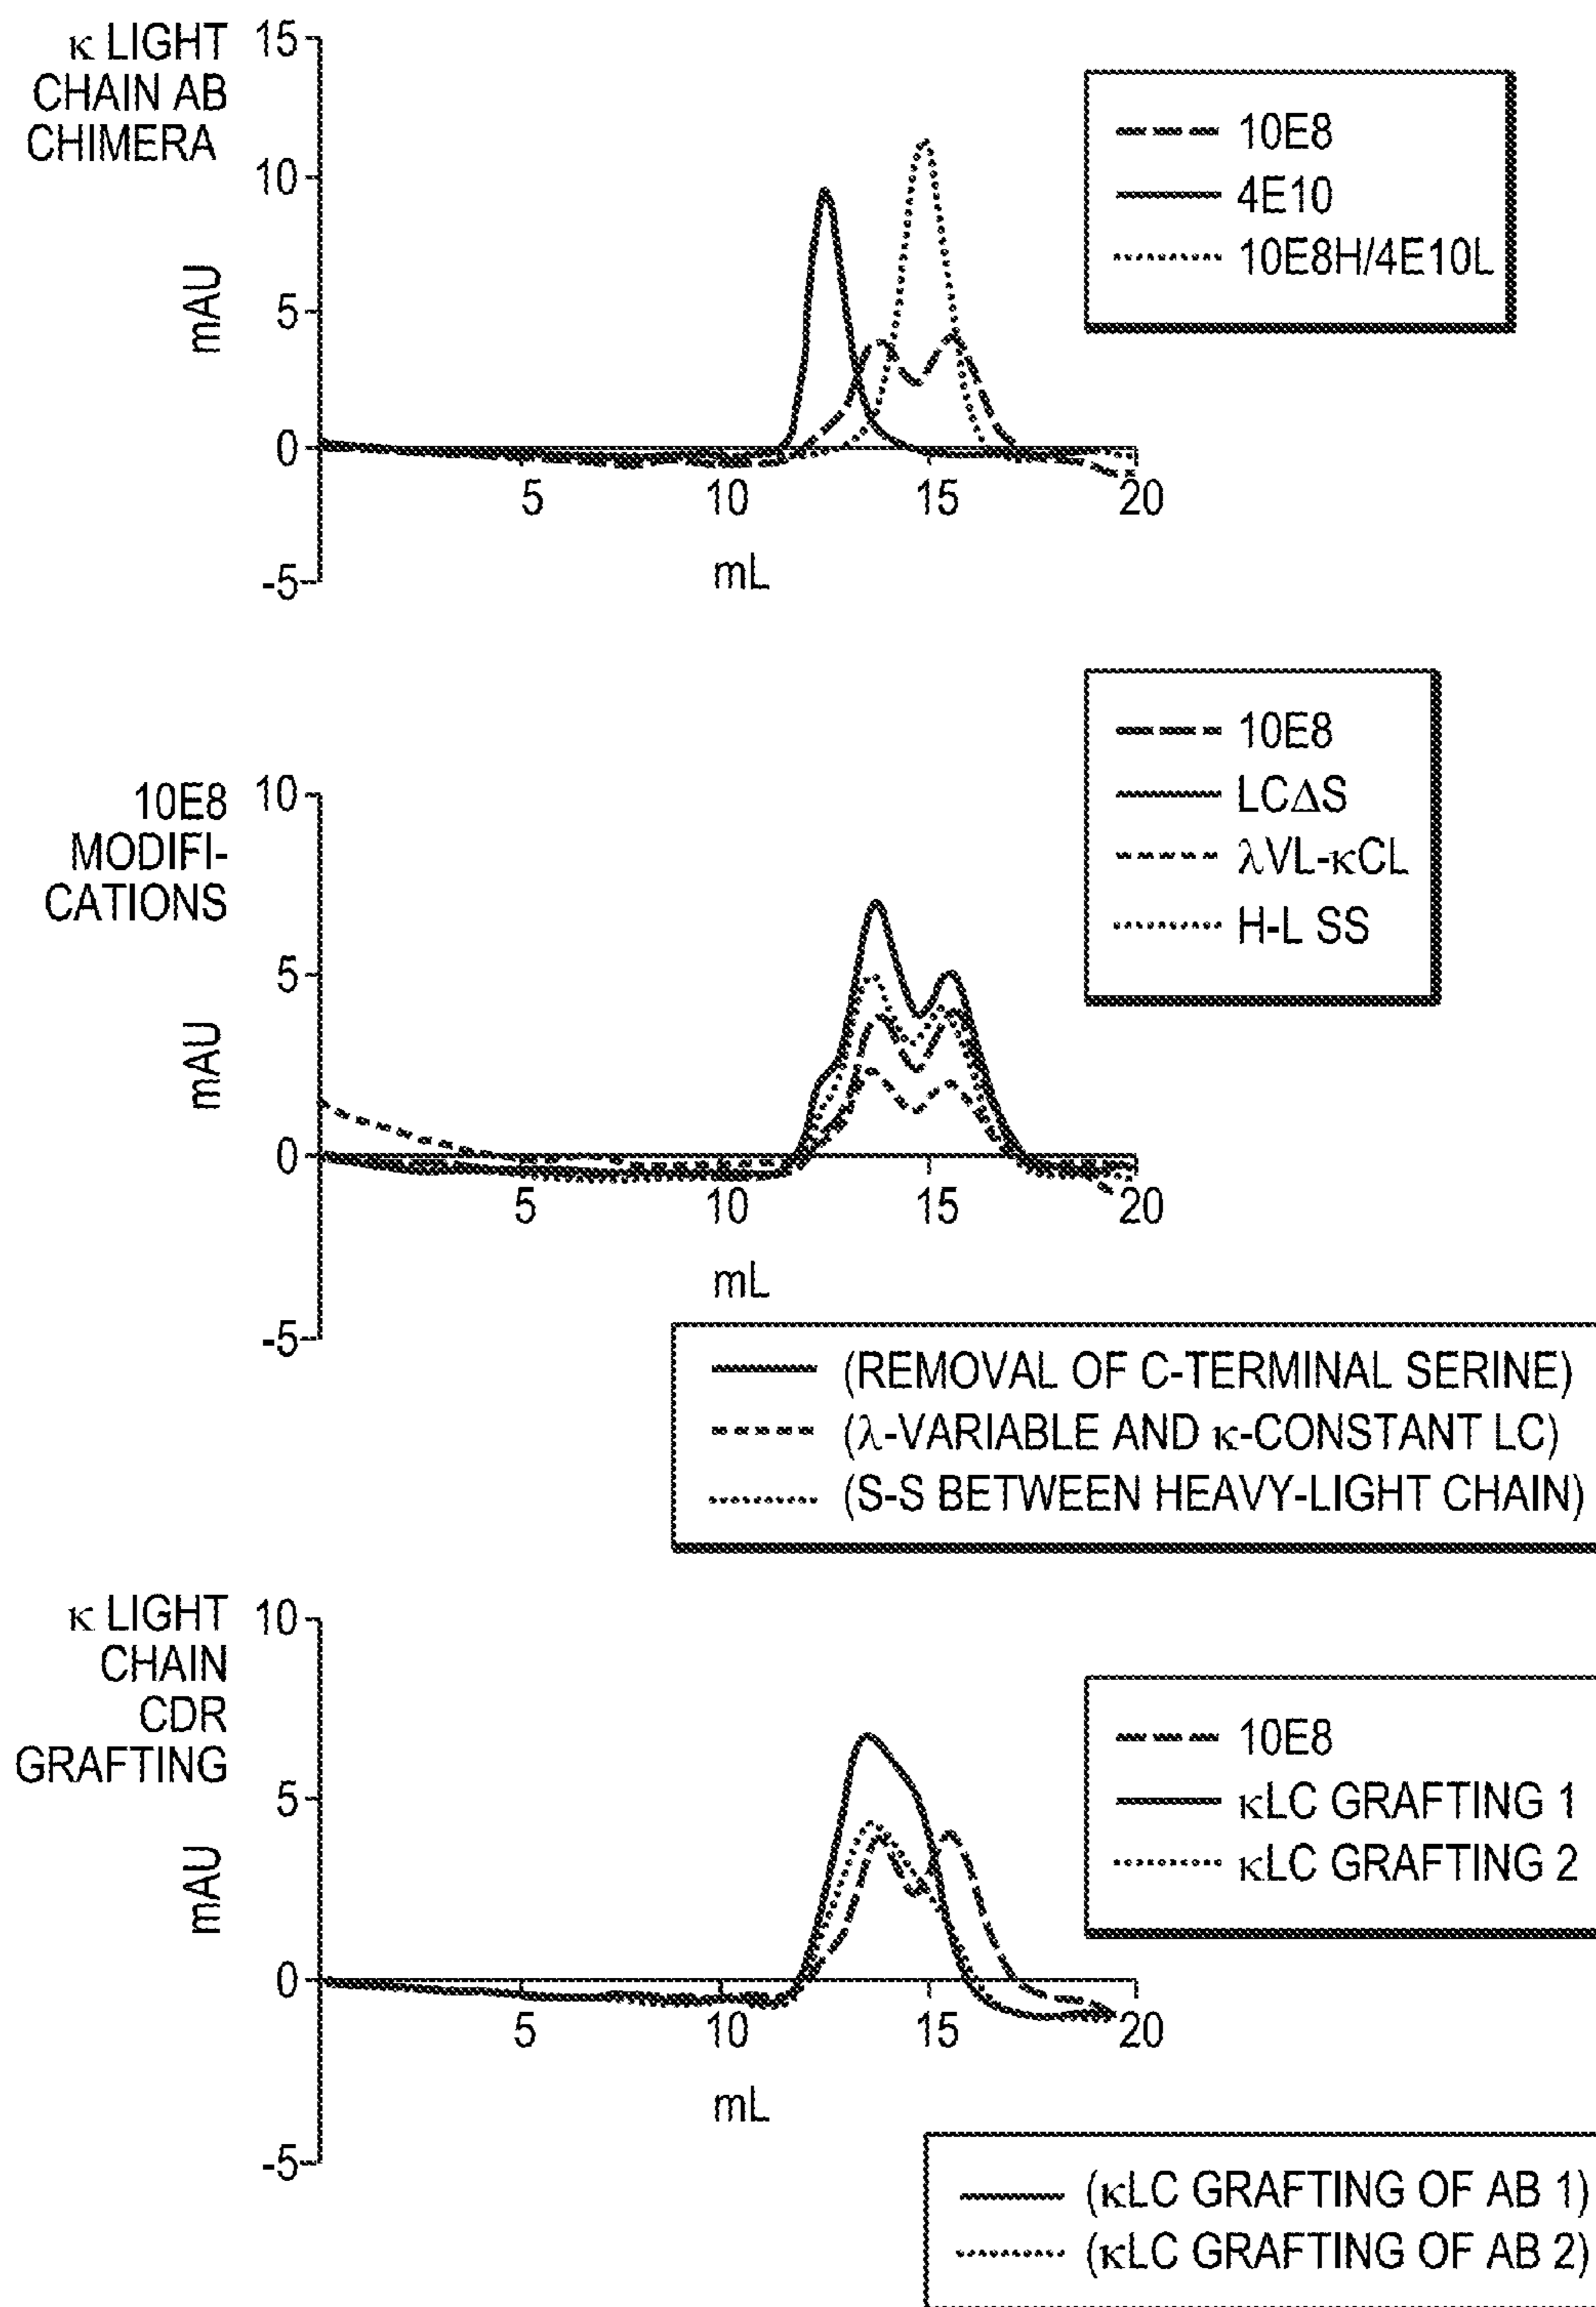 κ LIGHT
CHAIN AB
CHIMERA
15
10
5
0
-5
mAU
5
10
15
20
mL
10E8
4E10
10E8H/4E10L
10E8
MODIFI-
CATIONS
10
5
0
-5
mAU
5
10
15
20
mL
10E8
LCΔS
λVL-κCL
H-L SS
(REMOVAL OF C-TERMINAL SERINE)
(λ-VARIABLE AND κ-CONSTANT LC)
(S-S BETWEEN HEAVY-LIGHT CHAIN)
κ LIGHT
CHAIN
CDR
GRAFTING
10
5
0
-5
mAU
5
10
15
20
mL
10E8
κLC GRAFTING 1
κLC GRAFTING 2
(κLC GRAFTING OF AB 1)
(κLC GRAFTING OF AB 2)